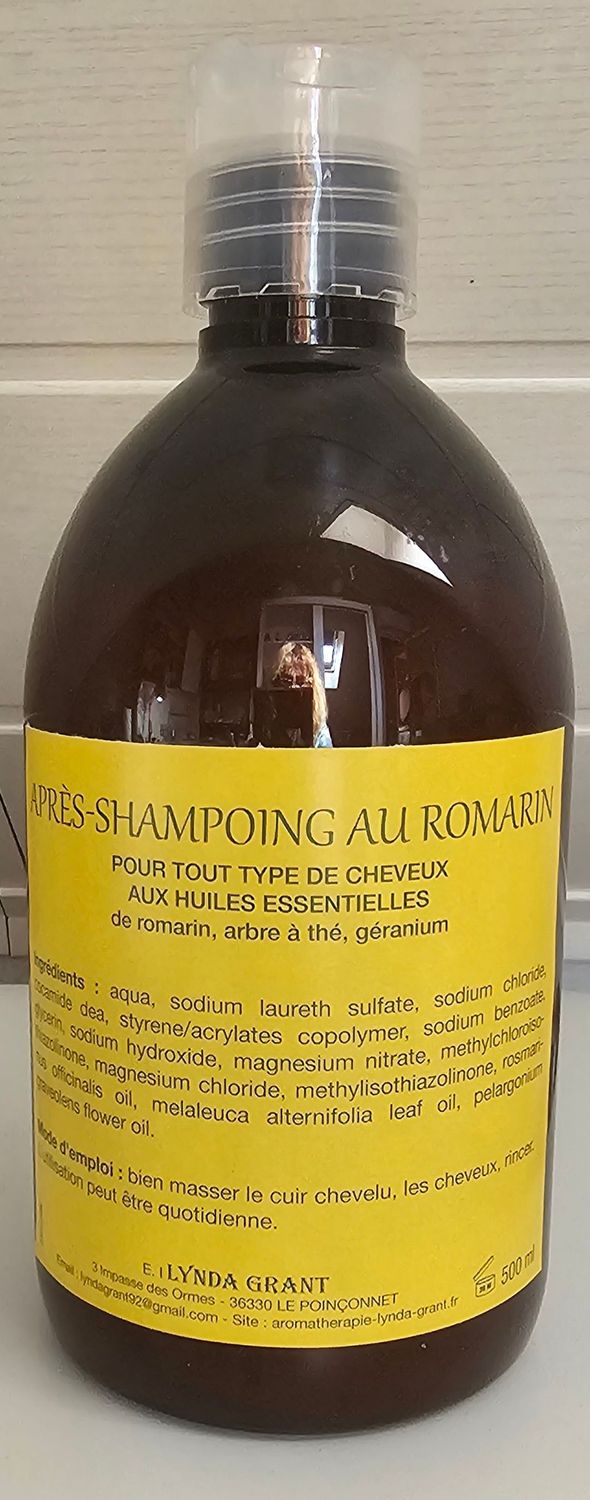 APRÈS-SHAMPOING AU ROMARIN
POUR TOUT TYPE DE CHEVEUX
AUX HUILES ESSENTIELLES
de romarin, arbre à thé, géranium
Ingrédients : aqua, sodium laureth sulfate, sodium chloride,
cocamide dea, styrene/acrylates copolymer, sodium benzoate,
glycerin, sodium hydroxide, magnesium nitrate, methylchloroiso-
thiazolinone, magnesium chloride, methylisothiazolinone, rosmari-
nus officinalis oil, melaleuca alternifolia leaf oil, pelargonium
graveolens flower oil.
Mode d'emploi : bien masser le cuir chevelu, les cheveux, rincer.
utilisation peut être quotidienne.
E. I LYNDA GRANT
3 Impasse des Ormes - 36330 LE POINÇONNET
Email : lyndagrant92@gmail.com - Site : aromatherapie-lynda-grant.fr
500 ml